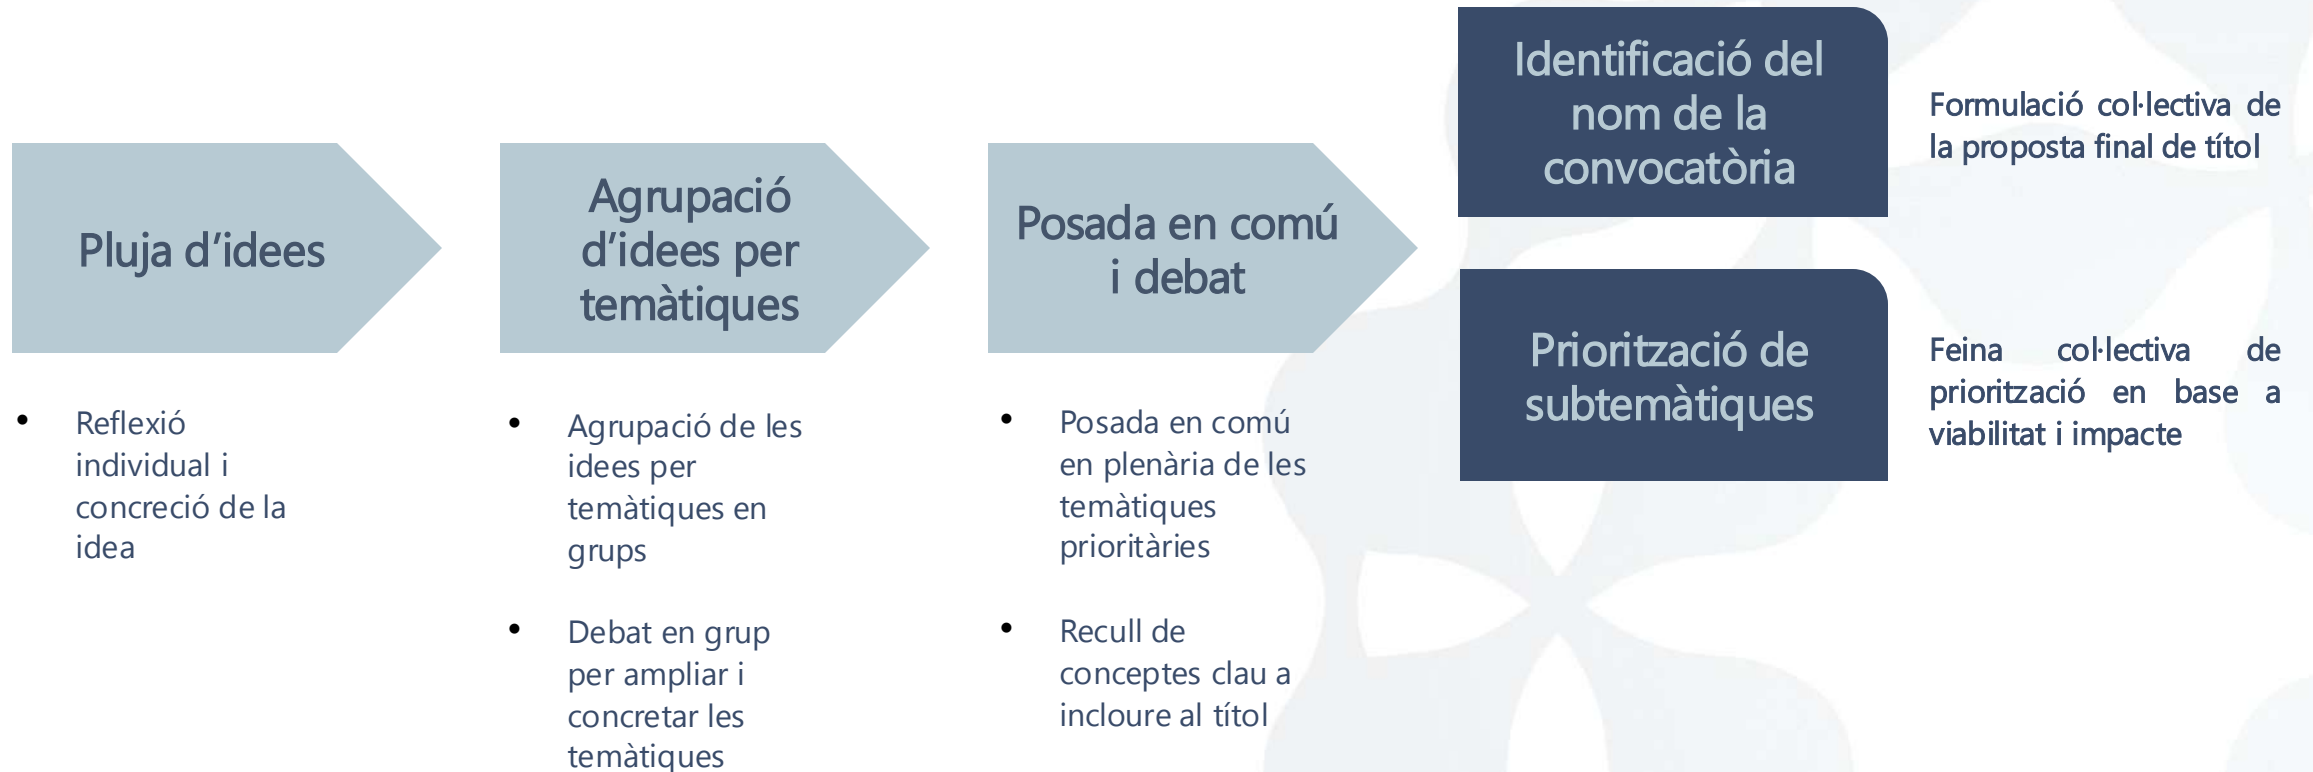 Pluja d’idees
Reflexió
individual i
concreció de la
idea
Agrupació
d’idees per
temàtiques
Agrupació de les
idees per
temàtiques en
grups
Debat en grup
per ampliar i
concretar les
temàtiques
Posada en comú
i debat
Posada en comú
en plenària de les
temàtiques
prioritàries
Recull de
conceptes clau a
incloure al títol
Identificació del
nom de la
convocatòria
Formulació col·lectiva de
la proposta final de títol
Priorització de
subtemàtiques
Feina col·lectiva de
priorització en base a
viabilitat i impacte